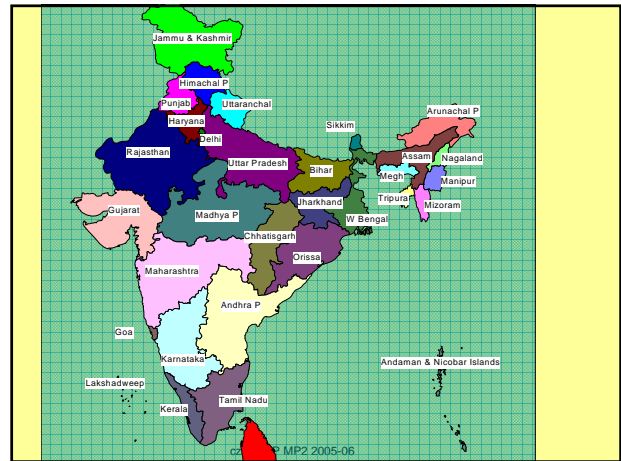 Jammu & Kashmir
Himachal P
Punjab
Uttaranchal
Haryana
Delhi
Arunachal P
Sikkim
Rajasthan
Uttar Pradesh
Bihar
Assam
Nagaland
Megh
Manipur
Gujarat
Madhya P
Jharkhand
Tripura
Mizoram
W Bengal
Chhatisgarh
Orissa
Maharashtra
Andhra P
Goa
Karnataka
Andaman & Nicobar Islands
Lakshadweep
Kerala
Tamil Nadu
MP2 2005-06